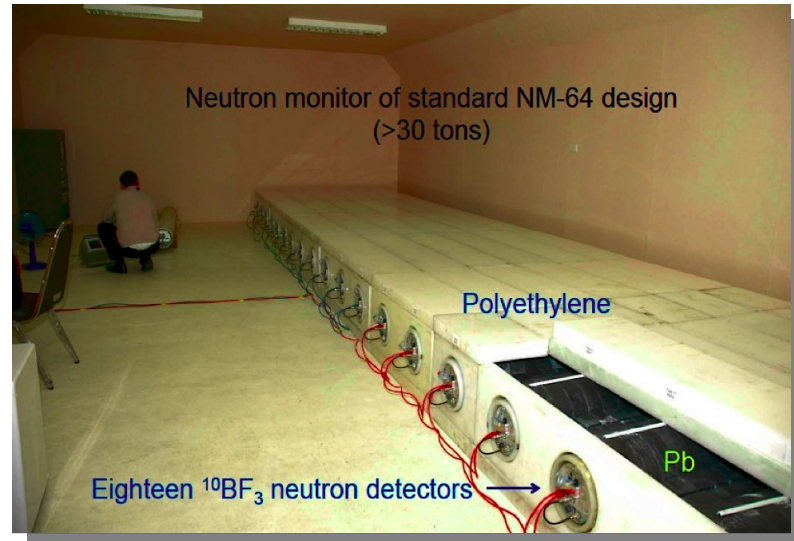 Neutron monitor of standard NM-64 design
(>30 tons)
Polyethylene
Pb
Eighteen ¹⁰BF₃ neutron detectors